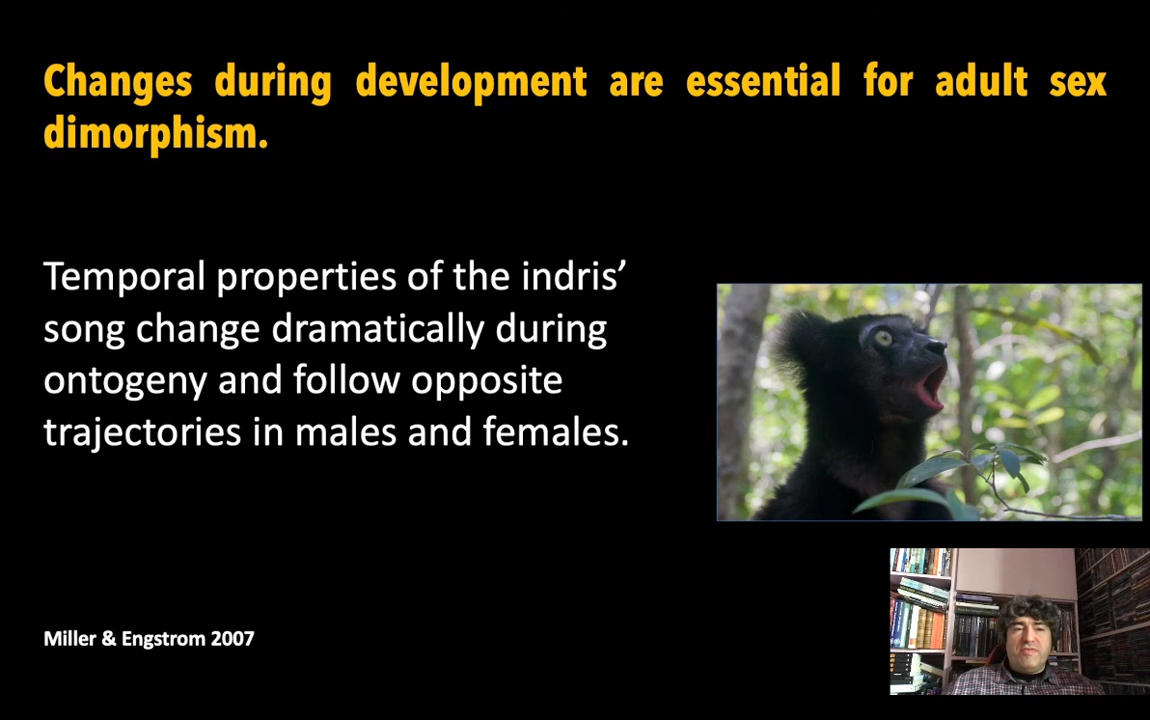 Changes during development are essential for adult sex
dimorphism.
Temporal properties of the indris’
song change dramatically during
ontogeny and follow opposite
trajectories in males and females.
Miller & Engstrom 2007